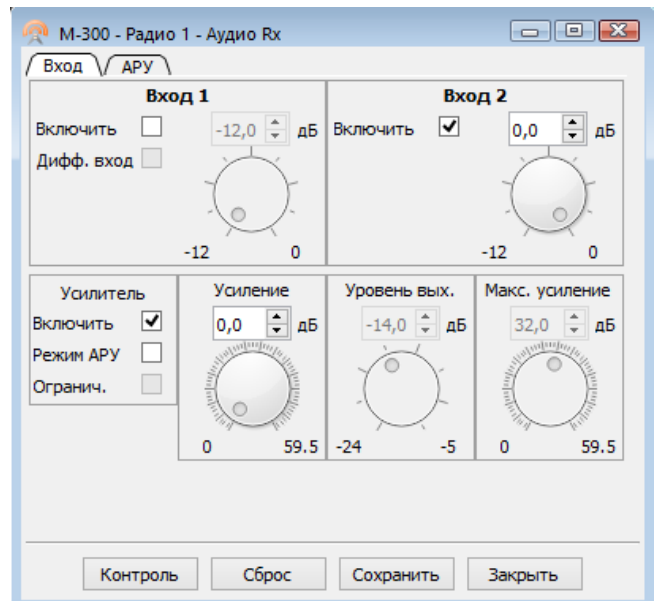 М-300 - Радио 1 - Аудио Rx
Вход АРУ
Вход 1
Включить -12,0 дБ
Дифф. вход
-12 0
Вход 2
Включить 0,0 дБ
-12 0
Усилитель
Включить
Режим АРУ
Огранич.
Усиление
0,0 дБ
0 59.5
Уровень вых.
-14,0 дБ
-24 -5
Макс. усиление
32,0 дБ
0 59.5
Контроль Сброс Сохранить Закрыть